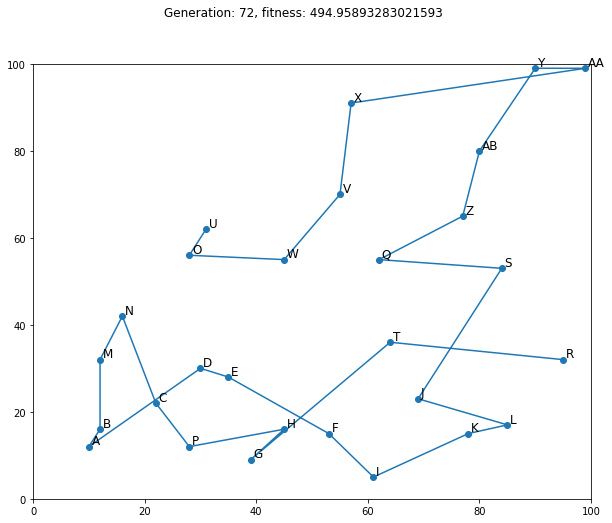 Generation: 72, fitness: 494.95893283021593
100
Y
AA
X
80
AB
V
Z
U
60
O
W
Q
S
N
40
T
M
R
D
E
C
20
J
L
B
H
K
F
A
P
G
I
0
0
20
40
60
80
100